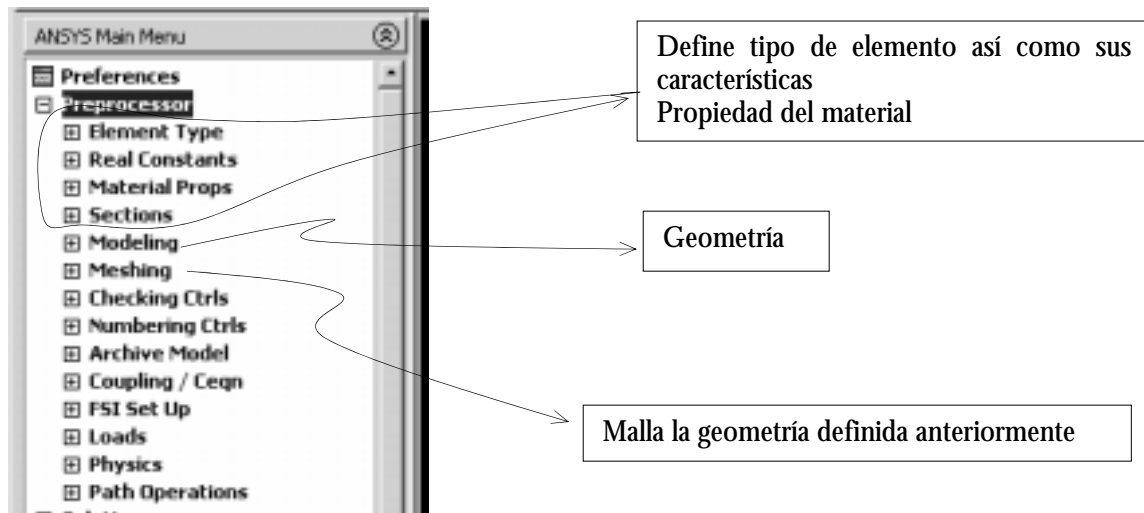 ANSYS Main Menu
Preferences
Preprocessor
Element Type
Real Constants
Material Props
Sections
Modeling
Meshing
Checking Ctrls
Numbering Ctrls
Archive Model
Coupling / Ceqn
FSI Set Up
Loads
Physics
Path Operations
Define tipo de elemento así como sus
características
Propiedad del material
Geometría
Malla la geometría definida anteriormente